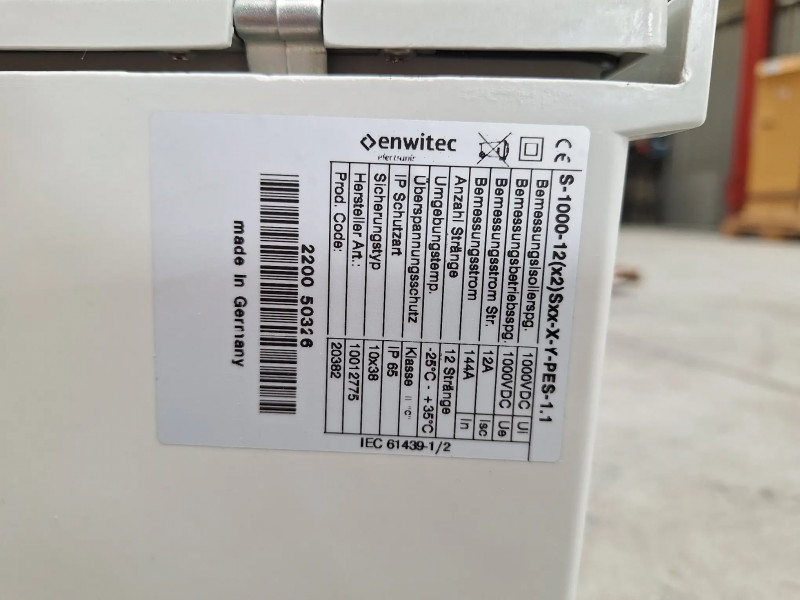 enwitec
electronic
CE
S-1000-12(x2)Sxx-X-Y-PES-1.1
Bemessungsisolierspg. 1000VDC Ui
Bemessungsbetriebsspg. 1000VDC Ue
Bemessungsstrom Str. 12A Isc
Bemessungsstrom 144A In
Anzahl Stränge 12 Stränge
Umgebungstemp. -25°C - +35°C
Überspannungsschutz Klasse II "C"
IP Schutzart IP 65
Sicherungstyp 10x38
Hersteller Art.: 10012775
Prod. Code: 20382
IEC 61439-1/2
2200 50326
made in Germany